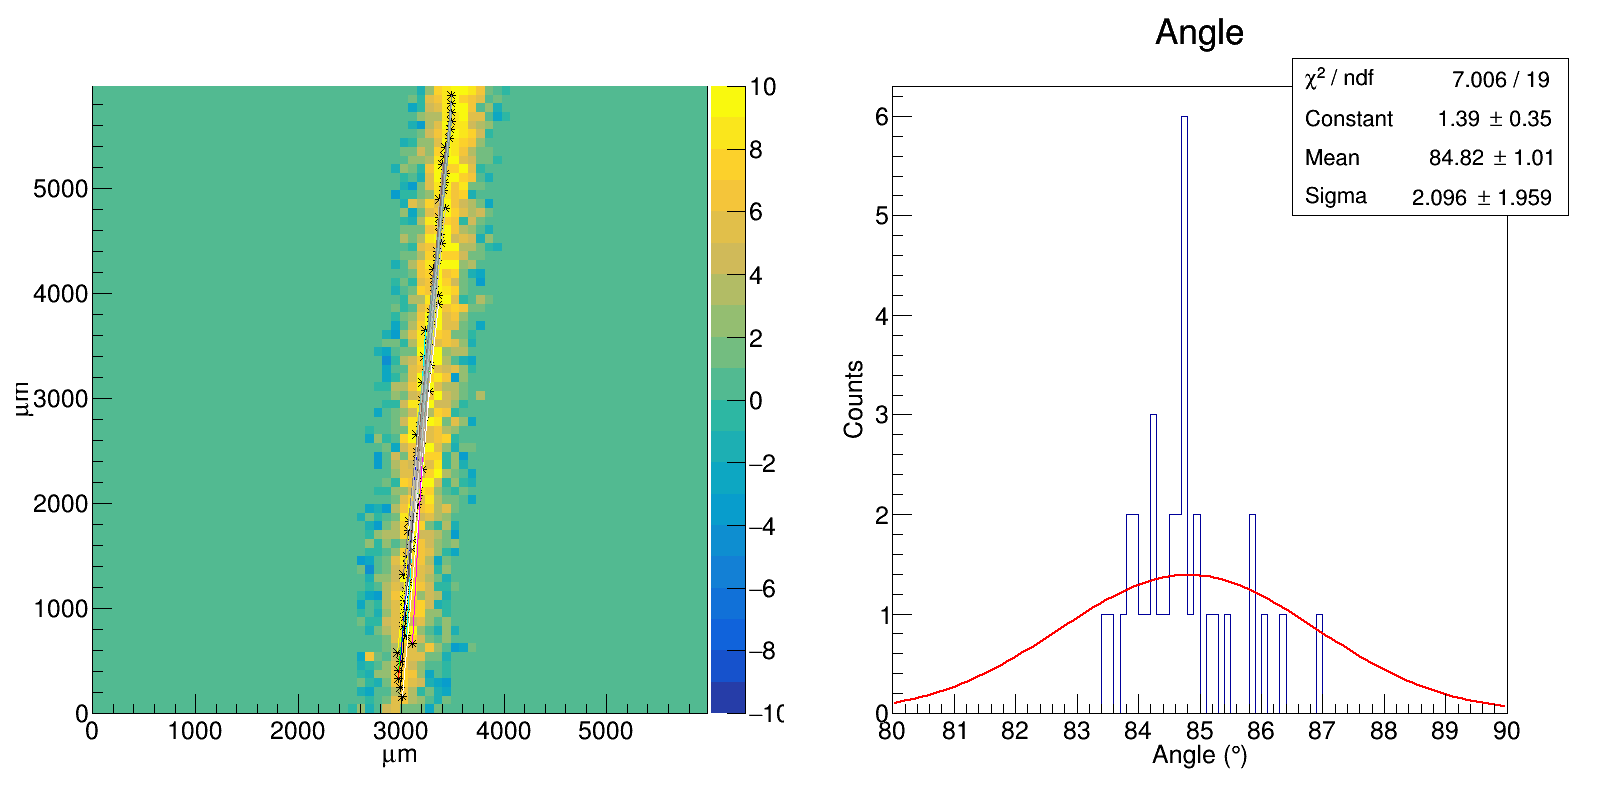 Angle
χ² / ndf 7.006 / 19
Constant 1.39 ± 0.35
Mean 84.82 ± 1.01
Sigma 2.096 ± 1.959
10
8
6
4
2
0
−2
−4
−6
−8
−10
5000
4000
3000
2000
1000
0
μm
0 1000 2000 3000 4000 5000
μm
6
5
4
3
2
1
0
Counts
80 81 82 83 84 85 86 87 88 89 90
Angle (°)